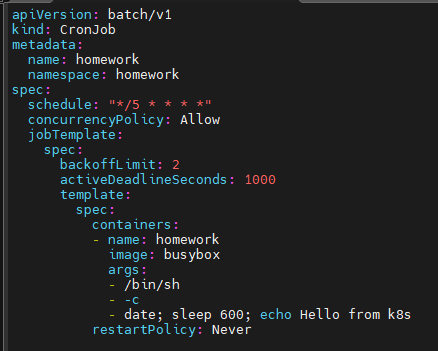 apiVersion: batch/v1
kind: CronJob
metadata:
  name: homework
  namespace: homework
spec:
  schedule: "*/5 * * * *"
  concurrencyPolicy: Allow
  jobTemplate:
    spec:
      backoffLimit: 2
      activeDeadlineSeconds: 1000
      template:
        spec:
          containers:
          - name: homework
            image: busybox
            args:
            - /bin/sh
            - -c
            - date; sleep 600; echo Hello from k8s
          restartPolicy: Never